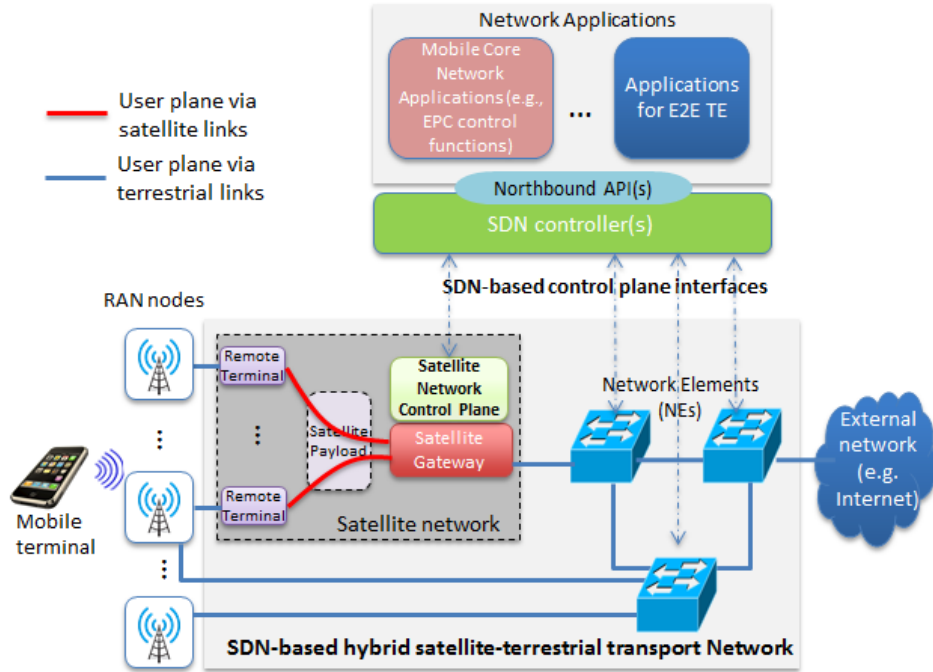 Network Applications
Mobile Core
Network
Applications (e.g.,
EPC control
functions)
...
Applications
for E2E TE
User plane via
satellite links
User plane via
terrestrial links
Northbound API(s)
SDN controller(s)
SDN-based control plane interfaces
RAN nodes
Remote
Terminal
Satellite
Network
Control Plane
Network Elements
(NEs)
...
...
Satellite
Payload
Satellite
Gateway
External
network
(e.g.
Internet)
Remote
Terminal
Satellite network
Mobile
terminal
...
SDN-based hybrid satellite-terrestrial transport Network